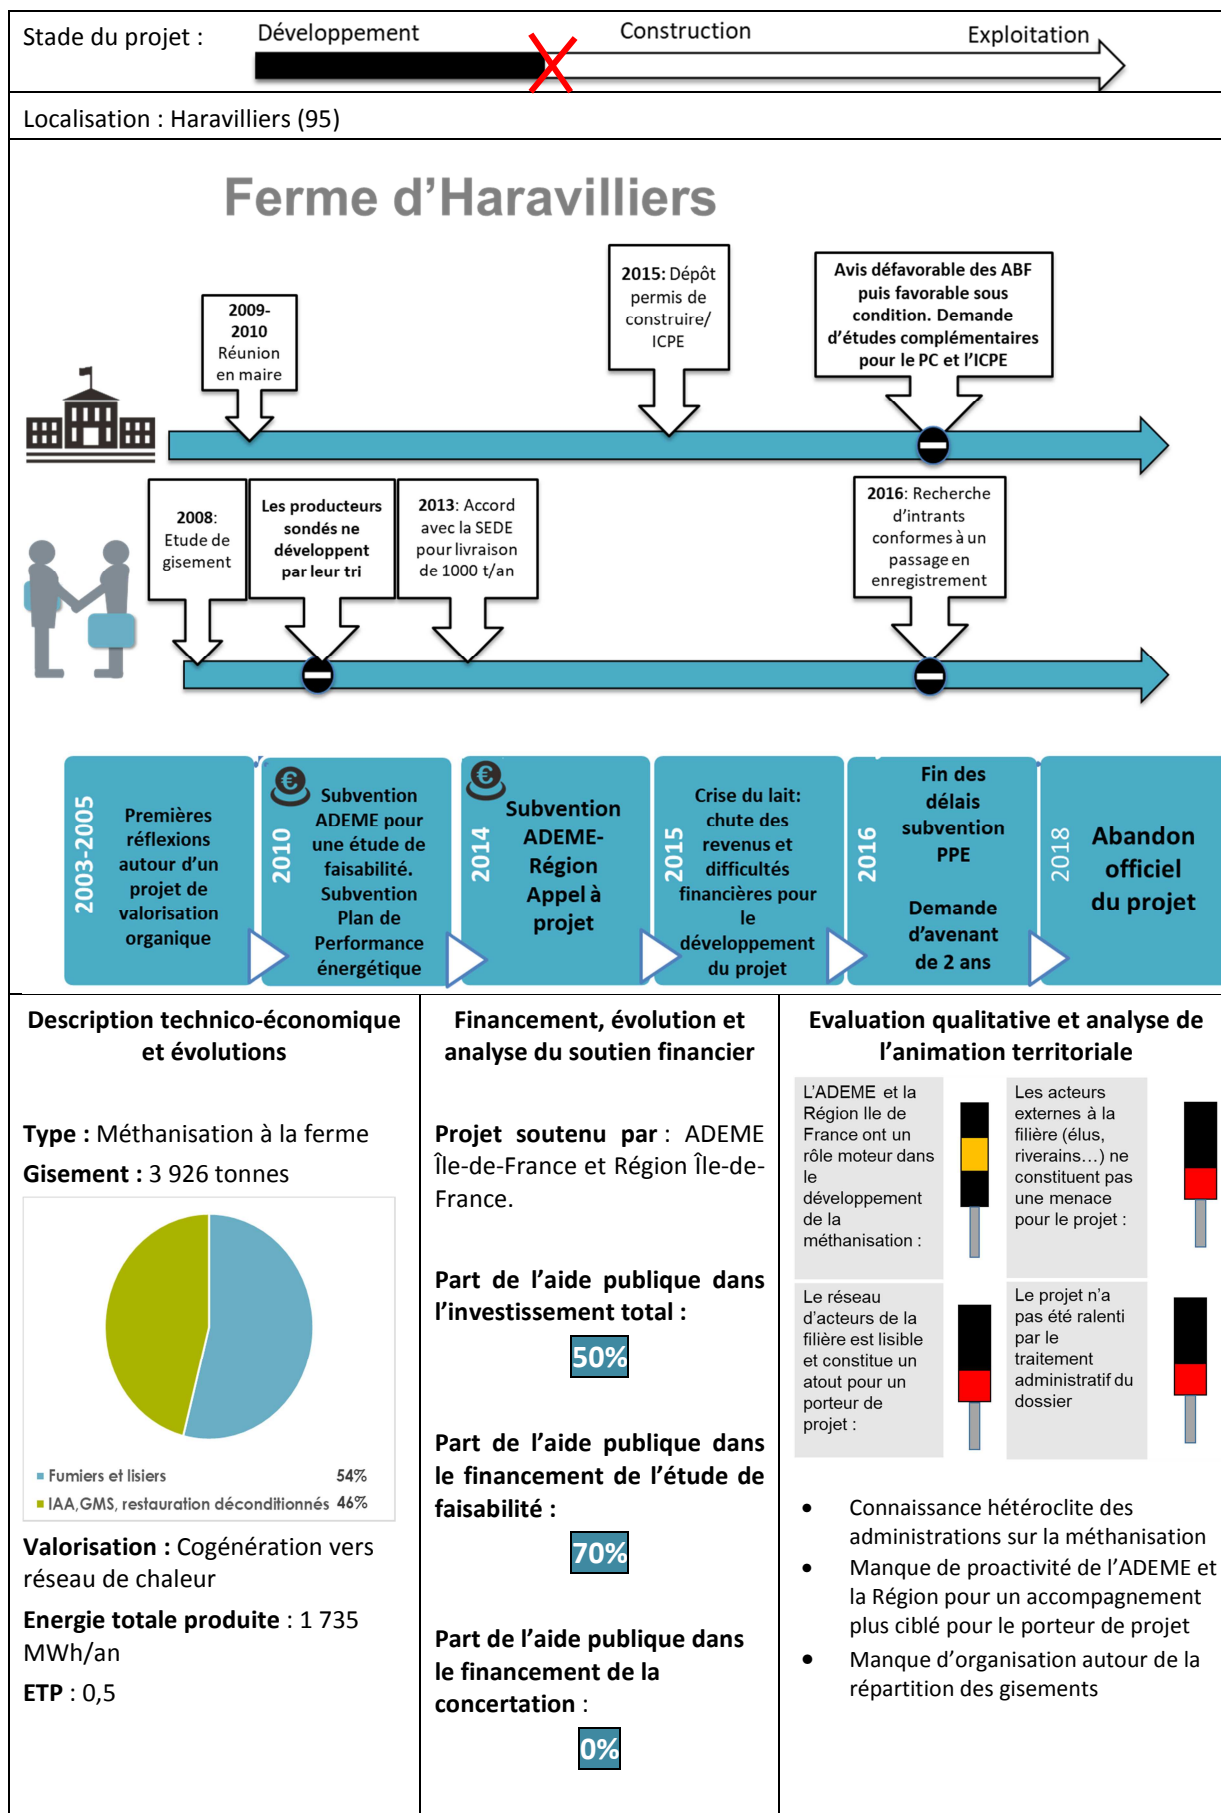 Stade du projet :
Développement
Construction
Exploitation
Localisation : Haravilliers (95)
Ferme d'Haravilliers
2009-
2010
Réunion
en maire
2015: Dépôt
permis de
construire/
ICPE
Avis défavorable des ABF
puis favorable sous
condition. Demande
d'études complémentaires
pour le PC et l'ICPE
2008:
Etude de
gisement
Les producteurs
sondés ne
développent
par leur tri
2013: Accord
avec la SEDE
pour livraison
de 1000 t/an
2016: Recherche
d'intrants
conformes à un
passage en
enregistrement
2003-2005
Premières
réflexions
autour d'un
projet de
valorisation
organique
2010
€
Subvention
ADEME pour
une étude de
faisabilité.
Subvention
Plan de
Performance
énergétique
2014
€
Subvention
ADEME-
Région
Appel à
projet
2015
Crise du lait:
chute des
revenus et
difficultés
financières pour
le
développement
du projet
2016
Fin des
délais
subvention
PPE
Demande
d'avenant
de 2 ans
2018
Abandon
officiel
du projet
Description technico-économique
et évolutions
Type : Méthanisation à la ferme
Gisement : 3 926 tonnes
Fumiers et lisiers 54%
IAA,GMS, restauration déconditionnés 46%
Valorisation : Cogénération vers
réseau de chaleur
Energie totale produite : 1 735
MWh/an
ETP : 0,5
Financement, évolution et
analyse du soutien financier
Projet soutenu par : ADEME
Île-de-France et Région Île-de-
France.
Part de l'aide publique dans
l'investissement total :
50%
Part de l'aide publique dans
le financement de l'étude de
faisabilité :
70%
Part de l'aide publique dans
le financement de la
concertation :
0%
Evaluation qualitative et analyse de
l'animation territoriale
L'ADEME et la
Région Ile de
France ont un
rôle moteur dans
le
développement
de la
méthanisation :
Les acteurs
externes à la
filière (élus,
riverains…) ne
constituent pas
une menace
pour le projet :
Le réseau
d'acteurs de la
filière est lisible
et constitue un
atout pour un
porteur de
projet :
Le projet n'a
pas été ralenti
par le
traitement
administratif du
dossier
• Connaissance hétéroclite des
administrations sur la méthanisation
• Manque de proactivité de l'ADEME et
la Région pour un accompagnement
plus ciblé pour le porteur de projet
• Manque d'organisation autour de la
répartition des gisements